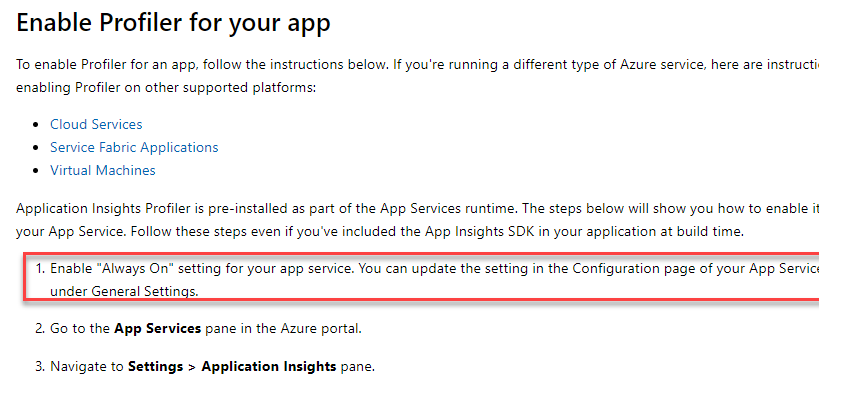 Enable Profiler for your app
To enable Profiler for an app, follow the instructions below. If you're running a different type of Azure service, here are
enabling Profiler on other supported platforms:
Cloud Services
Service Fabric Applications
Virtual Machines
Application Insights Profiler is pre-installed as part of the App Services runtime. The steps below will show you how to enable it
your App Service. Follow these steps even if you've included the App Insights SDK in your application at build time.
1. Enable "Always On" setting for your app service. You can update the setting in the Configuration page of your App Service
under General Settings.
2. Go to the App Services pane in the Azure portal.
3. Navigate to Settings > Application Insights pane.